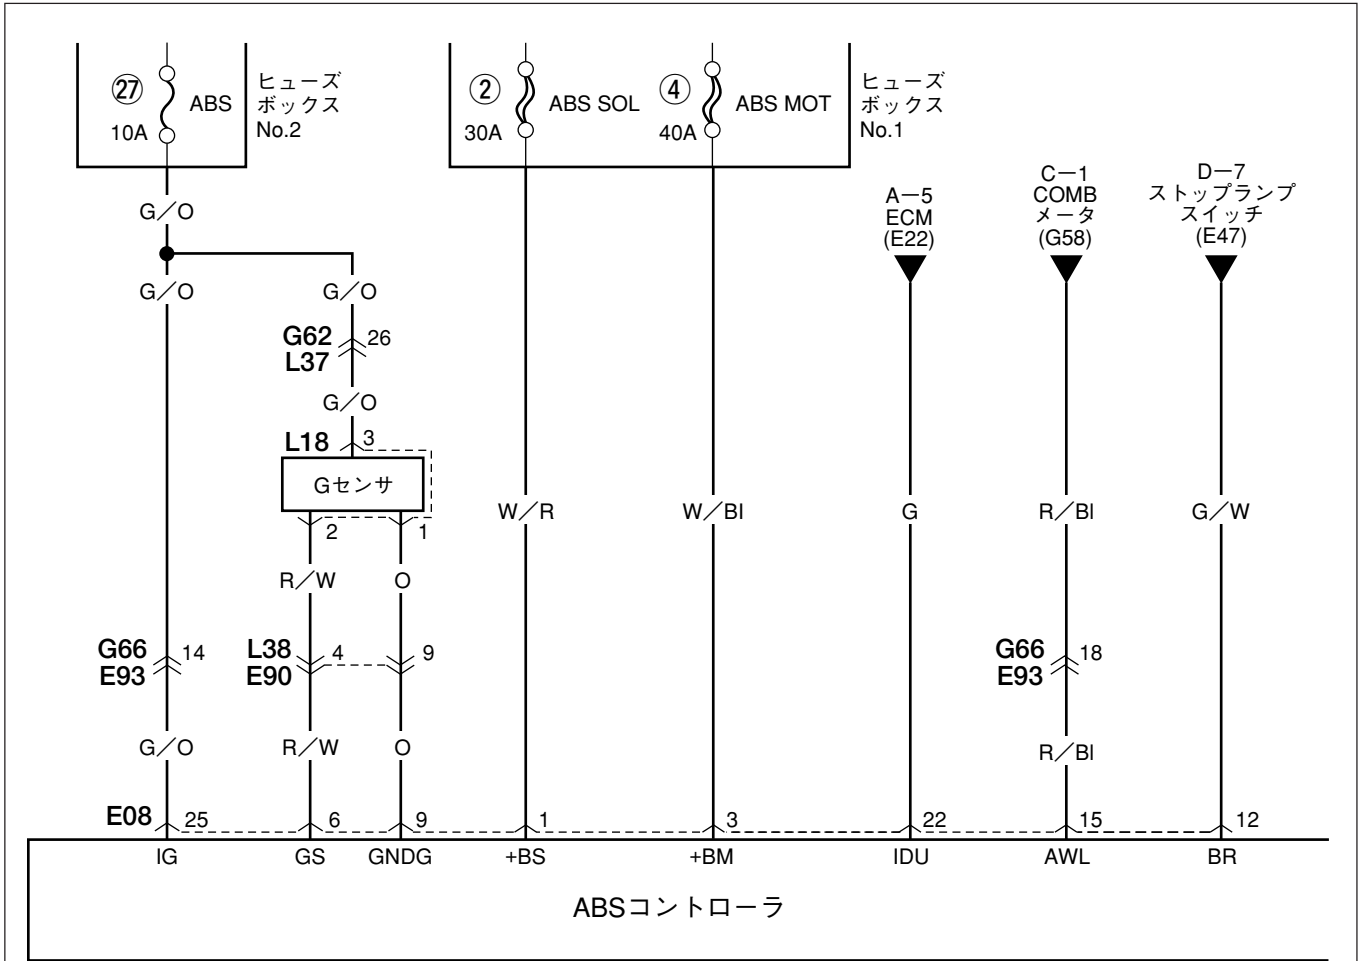 ㉗
ABS
10A
ヒューズ
ボックス
No.2
②
ABS SOL
30A
④
ABS MOT
40A
ヒューズ
ボックス
No.1
A−5
ECM
(E22)
C−1
COMB
メータ
(G58)
D−7
ストップランプ
スイッチ
(E47)
G/O
G/O
G/O
G62
L37
26
G/O
L18
3
Gセンサ
2
1
W/R
W/Bl
G
R/Bl
G/W
R/W
O
G66
E93
14
L38
E90
4
9
G66
E93
18
G/O
R/W
O
R/Bl
E08
25
6
9
1
3
22
15
12
IG
GS
GNDG
+BS
+BM
IDU
AWL
BR
ABSコントローラ